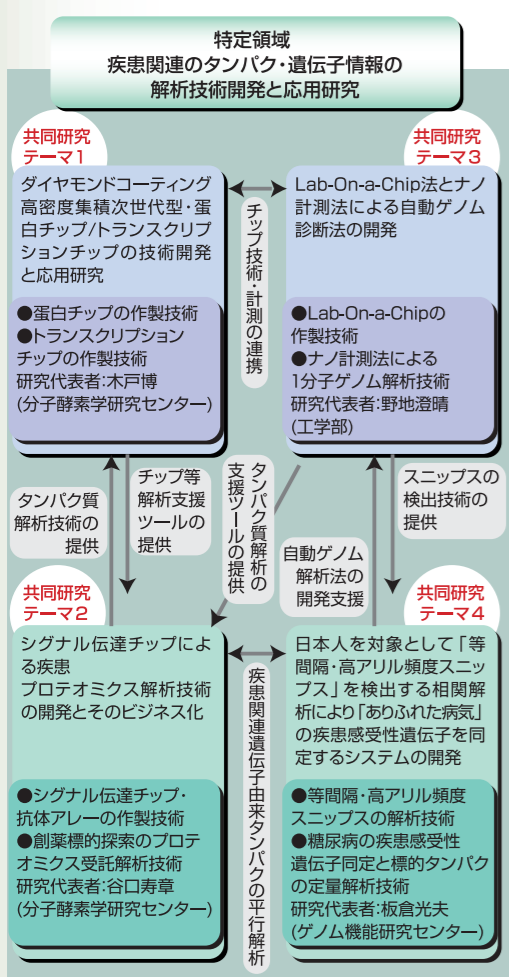 特定領域
疾患関連のタンパク・遺伝子情報の
解析技術開発と応用研究
共同研究
テーマ1
ダイヤモンドコーティング
高密度集積次世代型・蛋
白チップ/トランスクリプ
ションチップの技術開発
と応用研究
●蛋白チップの作製技術
●トランスクリプション
チップの作製技術
研究代表者:木戸博
(分子酵素学研究センター)
チップ技術・計測の連携
共同研究
テーマ3
Lab-On-a-Chip法とナノ
計測法による自動ゲノム
診断法の開発
●Lab-On-a-Chipの
作製技術
●ナノ計測法による
1分子ゲノム解析技術
研究代表者:野地澄晴
(工学部)
タンパク質
解析技術の
提供
チップ等
解析支援
ツールの
提供
タンパク質解析の
支援ツールの提供
自動ゲノム
解析法の
開発支援
スニップスの
検出技術の
提供
共同研究
テーマ2
シグナル伝達チップによ
る疾患
プロテオミクス解析技術
の開発とそのビジネス化
●シグナル伝達チップ・
抗体アレーの作製技術
●創薬標的探索のプロテ
オミクス受託解析技術
研究代表者:谷口寿章
(分子酵素学研究センター)
疾患関連遺伝子由来タンパクの平行解析
共同研究
テーマ4
日本人を対象として「等
間隔・高アリル頻度スニッ
プス」を検出する相関解
析により「ありふれた病気」
の疾患感受性遺伝子を同
定するシステムの開発
●等間隔・高アリル頻度
スニップスの解析技術
●糖尿病の疾患感受性
遺伝子同定と標的タンパク
の定量解析技術
研究代表者:板倉光夫
(ゲノム機能研究センター)